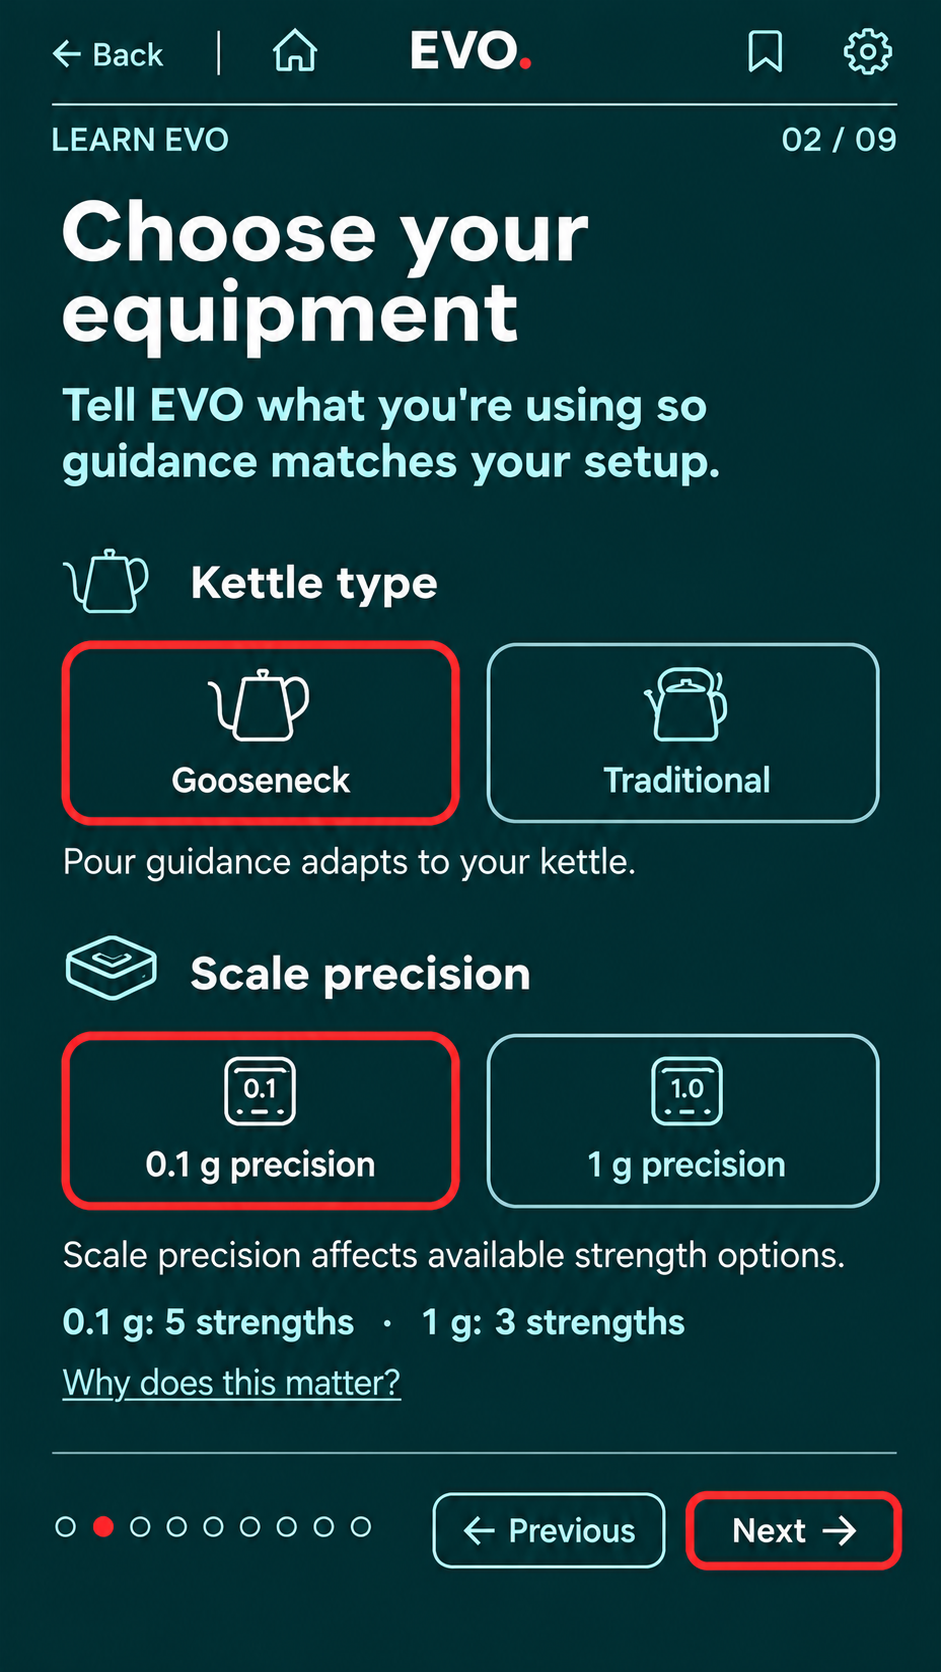 ← Back
EVO.
LEARN EVO
02 / 09
Choose your
equipment
Tell EVO what you're using so
guidance matches your setup.
Kettle type
Gooseneck
Traditional
Pour guidance adapts to your kettle.
Scale precision
0.1
1.0
0.1 g precision
1 g precision
Scale precision affects available strength options.
0.1 g: 5 strengths · 1 g: 3 strengths
Why does this matter?
← Previous
Next →